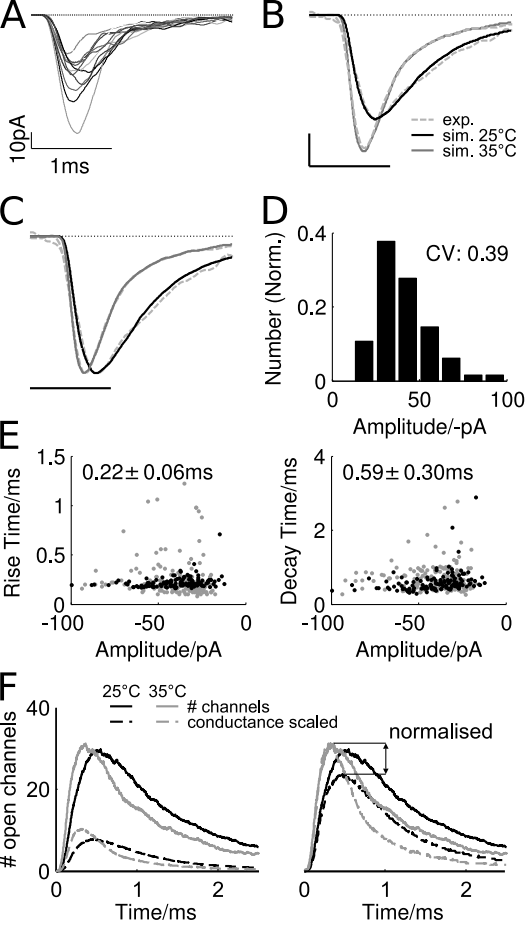 A
10pA
1ms
B
exp.
sim. 25°C
sim. 35°C
C
D
Number (Norm.)
0.4
0.2
0
CV: 0.39
0 50 100
Amplitude/-pA
E
Rise Time/ms
1.5
1
0.5
0
0.22±0.06ms
-100 -50 0
Amplitude/pA
Decay Time/ms
4
2
0
0.59±0.30ms
-100 -50 0
Amplitude/pA
F
25°C 35°C
# channels
conductance scaled
# open channels
40
20
0
0 1 2
Time/ms
normalised
0 1 2
Time/ms